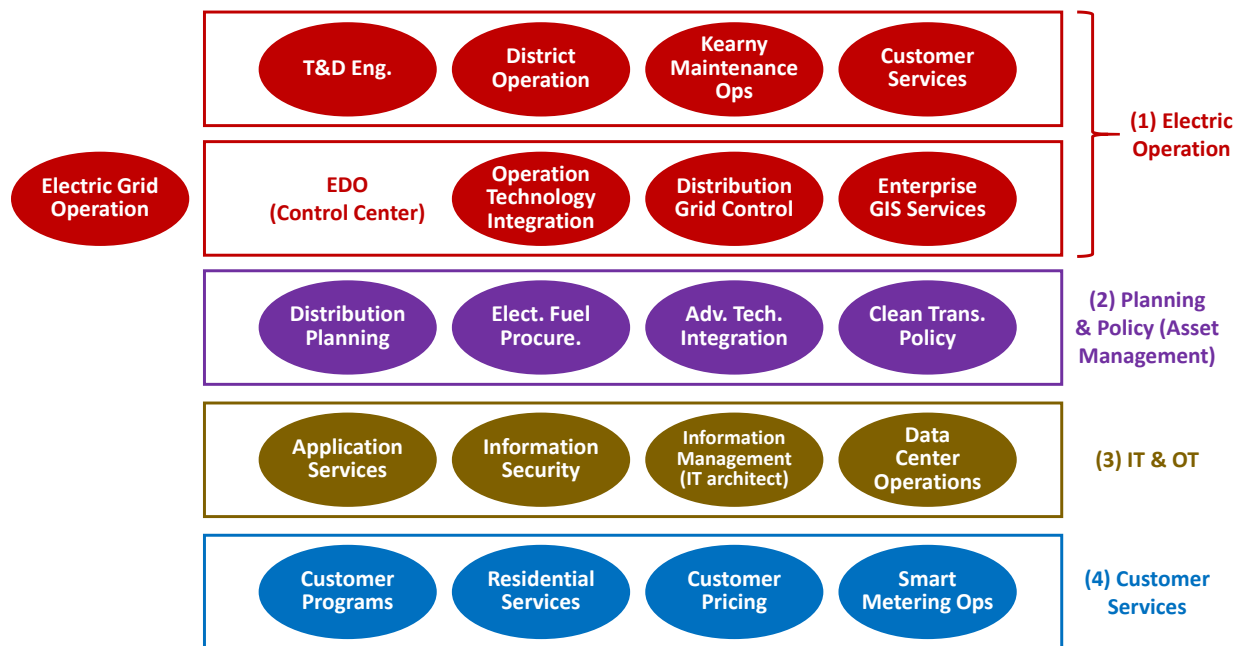 T&D Eng.
District
Operation
Kearny
Maintenance
Ops
Customer
Services
(1) Electric
Operation
Electric Grid
Operation
EDO
(Control Center)
Operation
Technology
Integration
Distribution
Grid Control
Enterprise
GIS Services
Distribution
Planning
Elect. Fuel
Procure.
Adv. Tech.
Integration
Clean Trans.
Policy
(2) Planning
& Policy (Asset
Management)
Application
Services
Information
Security
Information
Management
(IT architect)
Data
Center
Operations
(3) IT & OT
Customer
Programs
Residential
Services
Customer
Pricing
Smart
Metering Ops
(4) Customer
Services